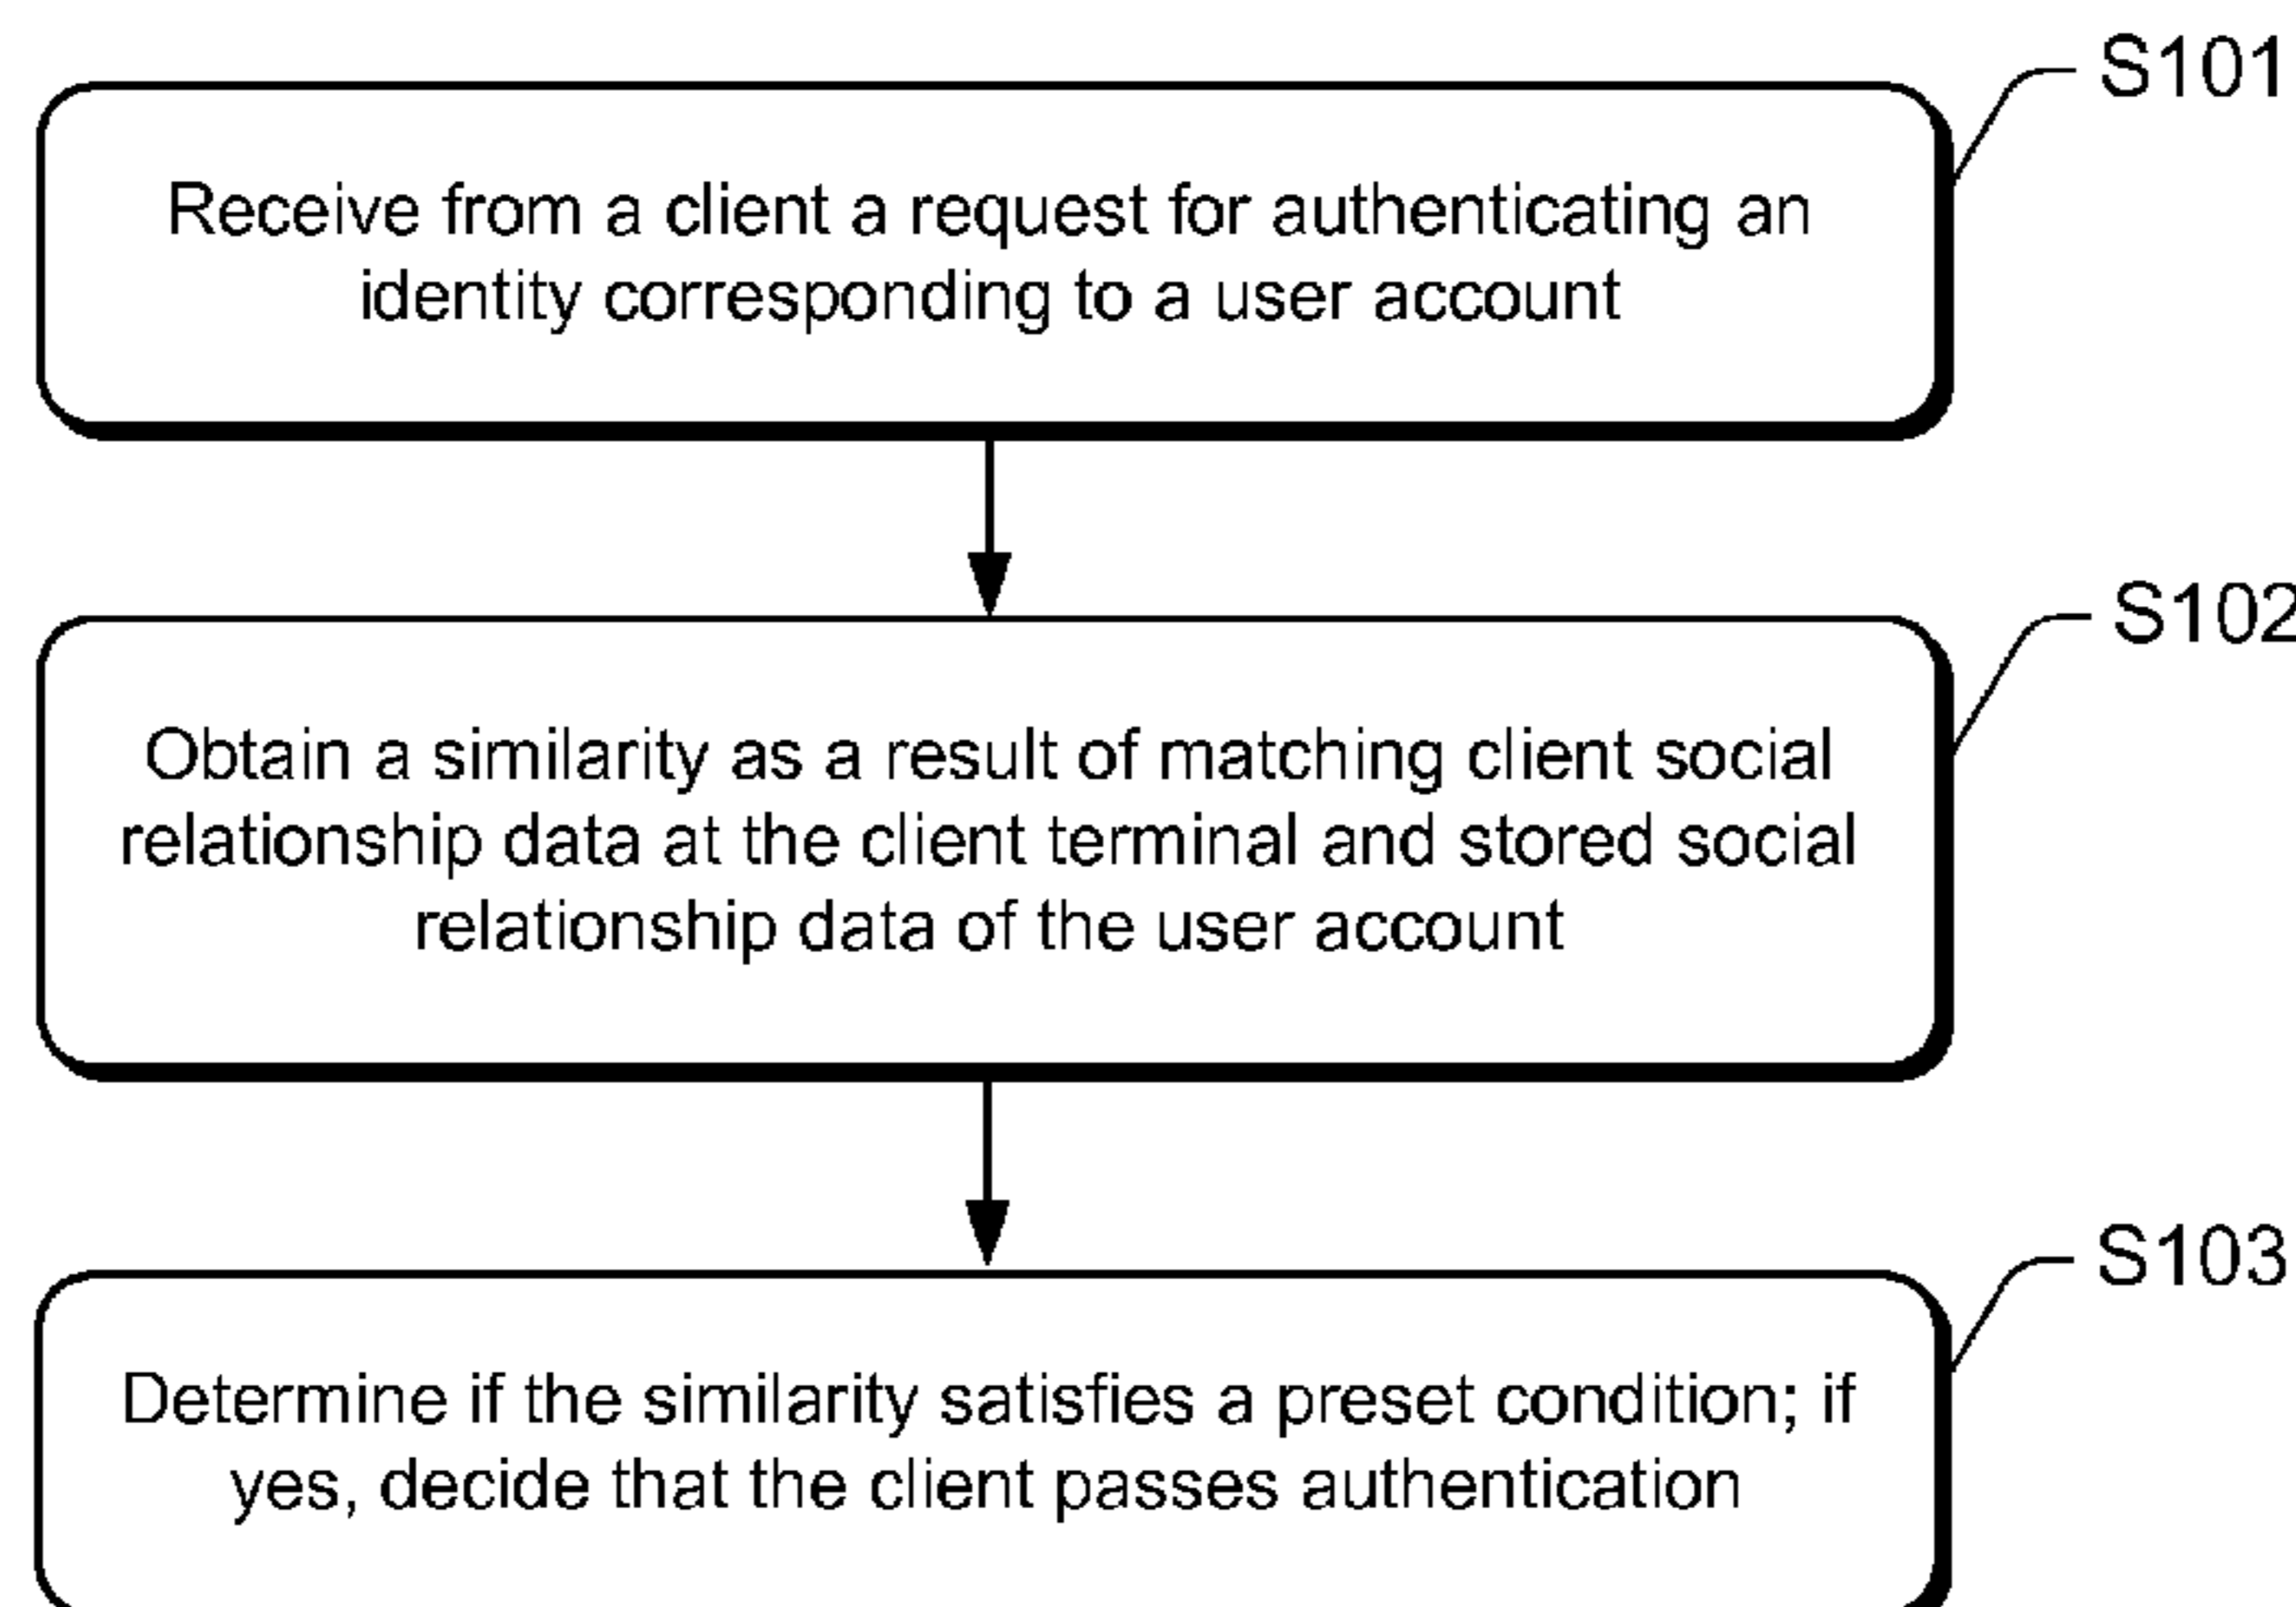 S101
Receive from a client a request for authenticating an
identity corresponding to a user account
S102
Obtain a similarity as a result of matching client social
relationship data at the client terminal and stored social
relationship data of the user account
S103
Determine if the similarity satisfies a preset condition; if
yes, decide that the client passes authentication